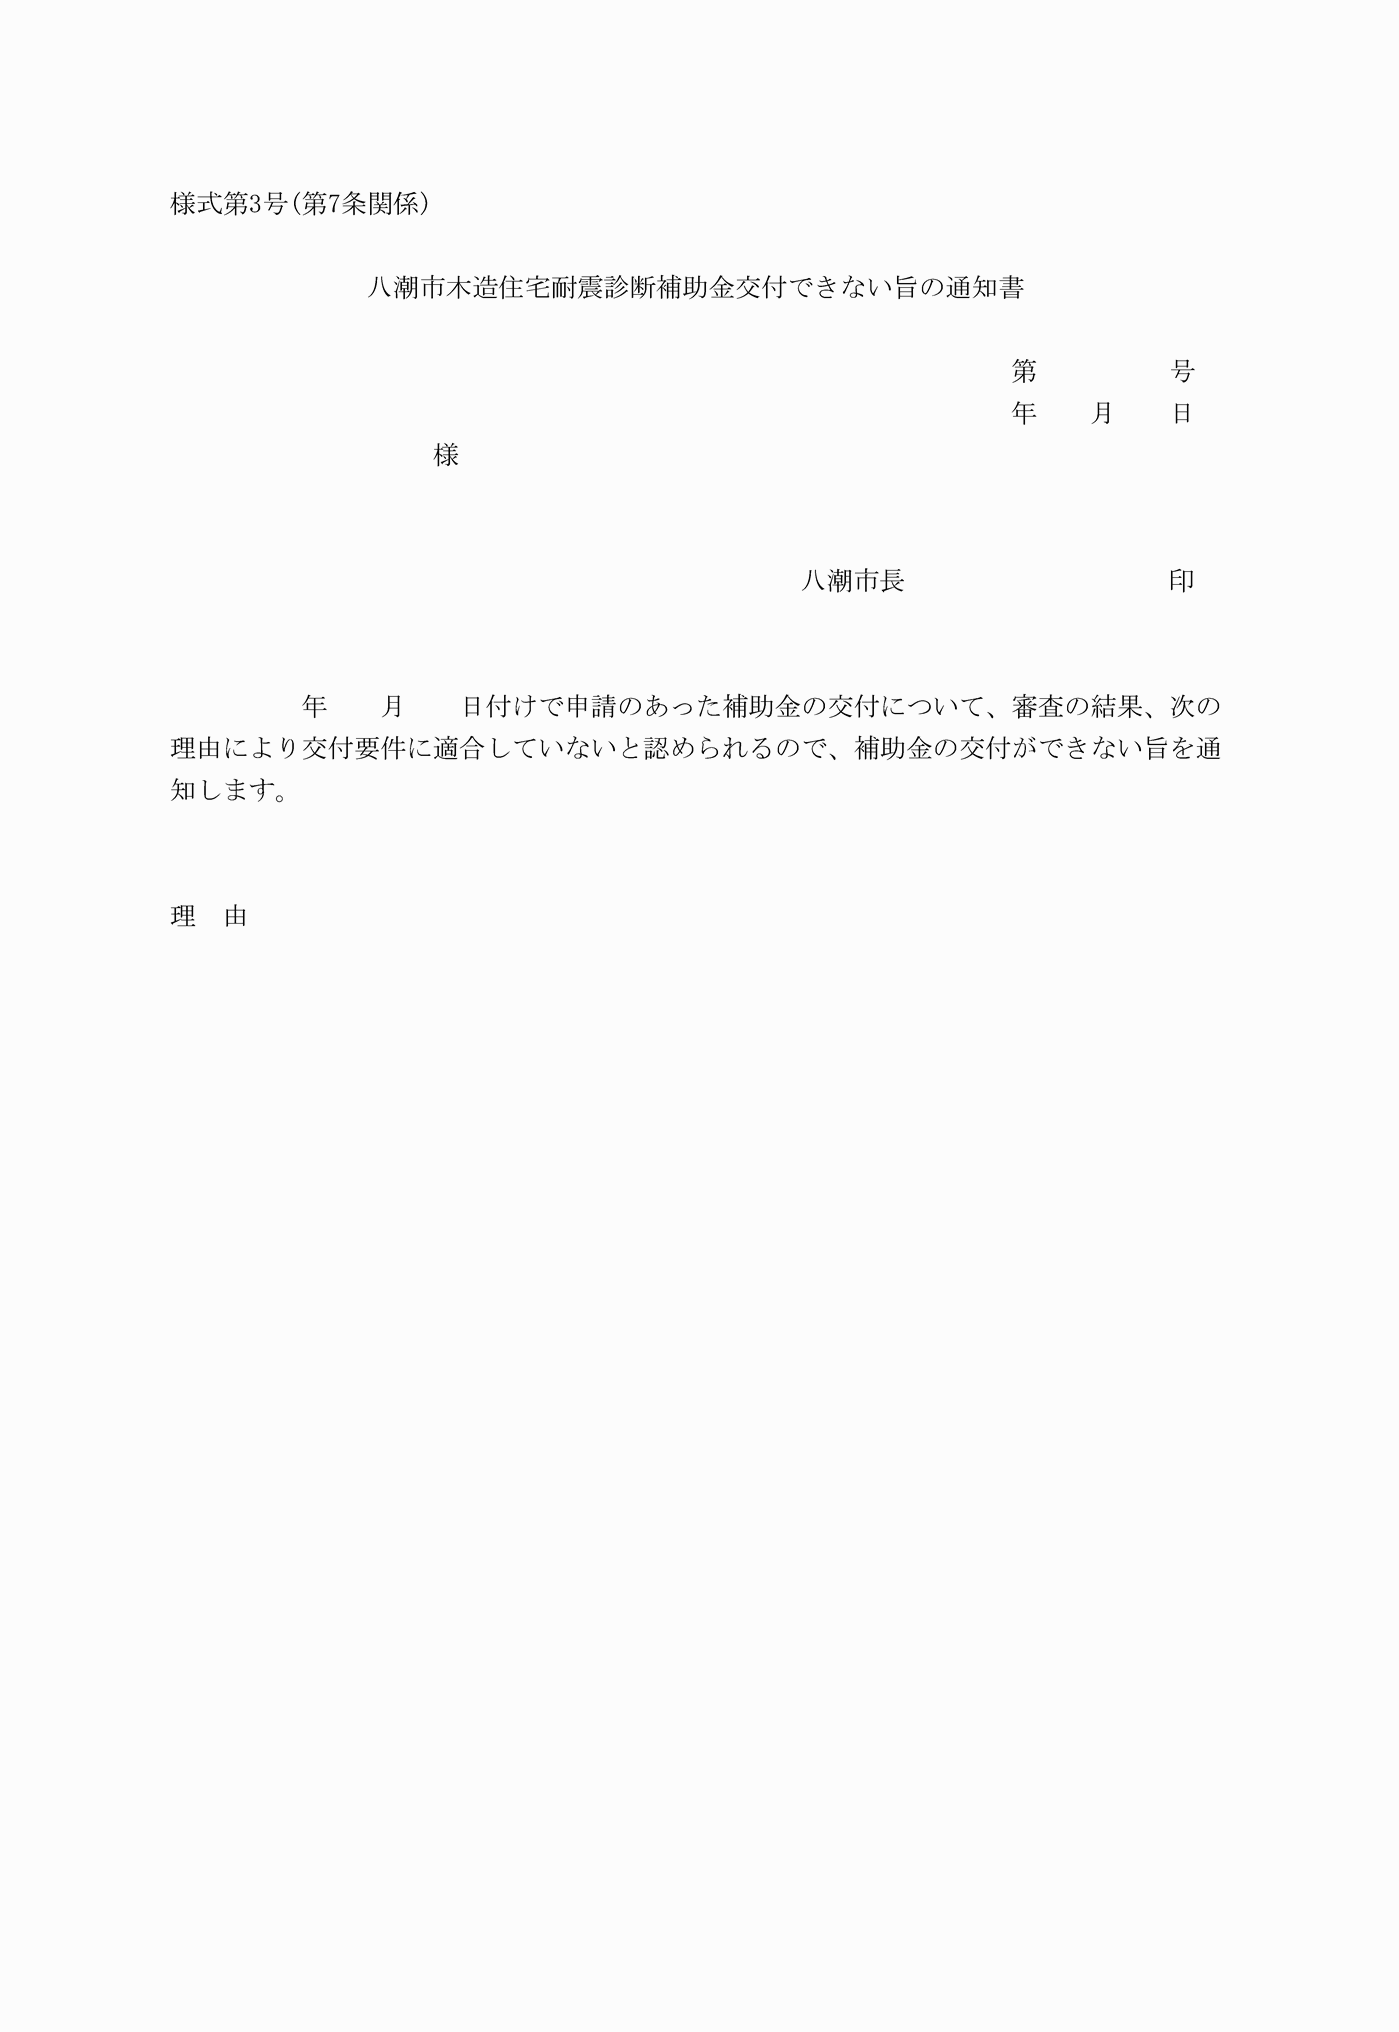 様式第3号(第7条関係)
八潮市木造住宅耐震診断補助金交付できない旨の通知書
第　　　　　号
年　　月　　日
様
八潮市長　　　　　　　　　　印
年　　月　　日付けで申請のあった補助金の交付について、審査の結果、次の
理由により交付要件に適合していないと認められるので、補助金の交付ができない旨を通
知します。
理　由